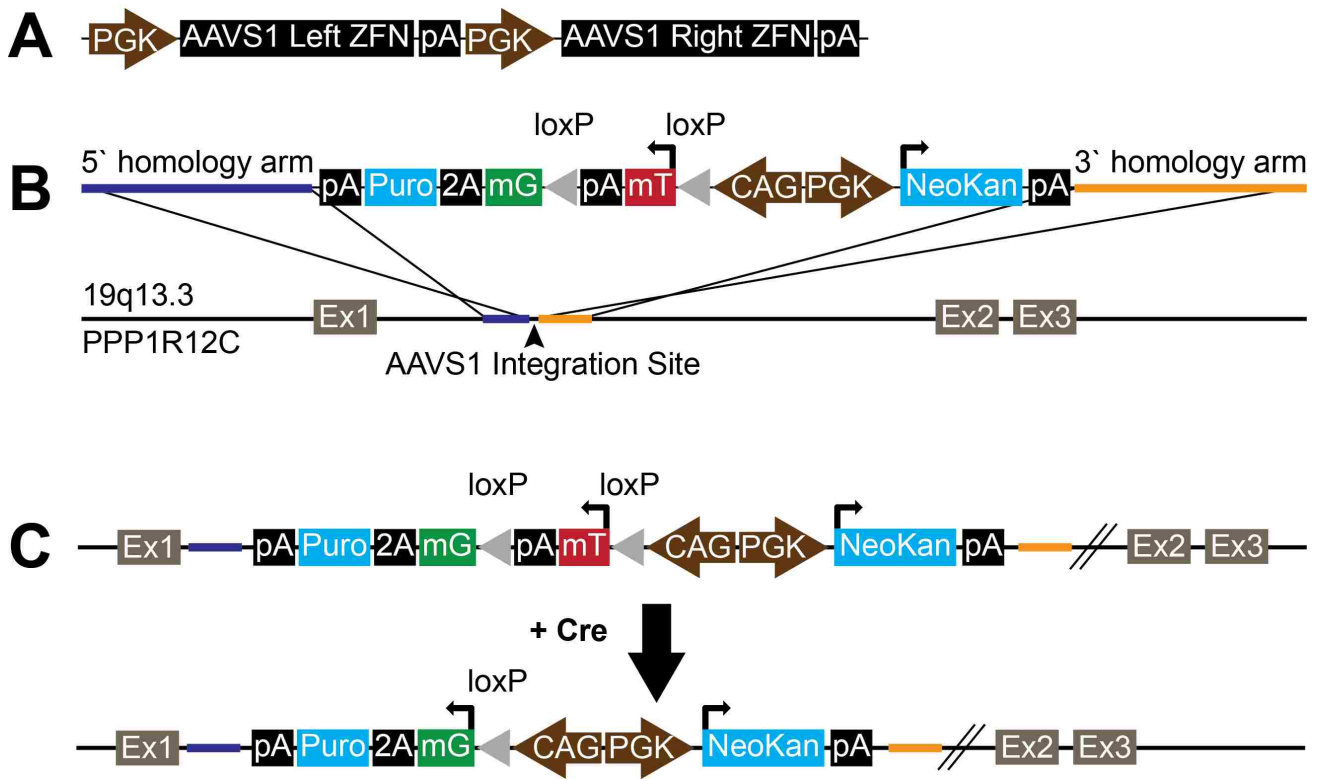 A
PGK AAVS1 Left ZFN pA PGK AAVS1 Right ZFN pA
loxP loxP
B
5` homology arm 3` homology arm
pA Puro 2A mG pA mT CAG PGK NeoKan pA
19q13.3
Ex1 Ex2 Ex3
PPP1R12C
AAVS1 Integration Site
loxP loxP
C
Ex1 pA Puro 2A mG pA mT CAG PGK NeoKan pA Ex2 Ex3
+ Cre
loxP
Ex1 pA Puro 2A mG CAG PGK NeoKan pA Ex2 Ex3